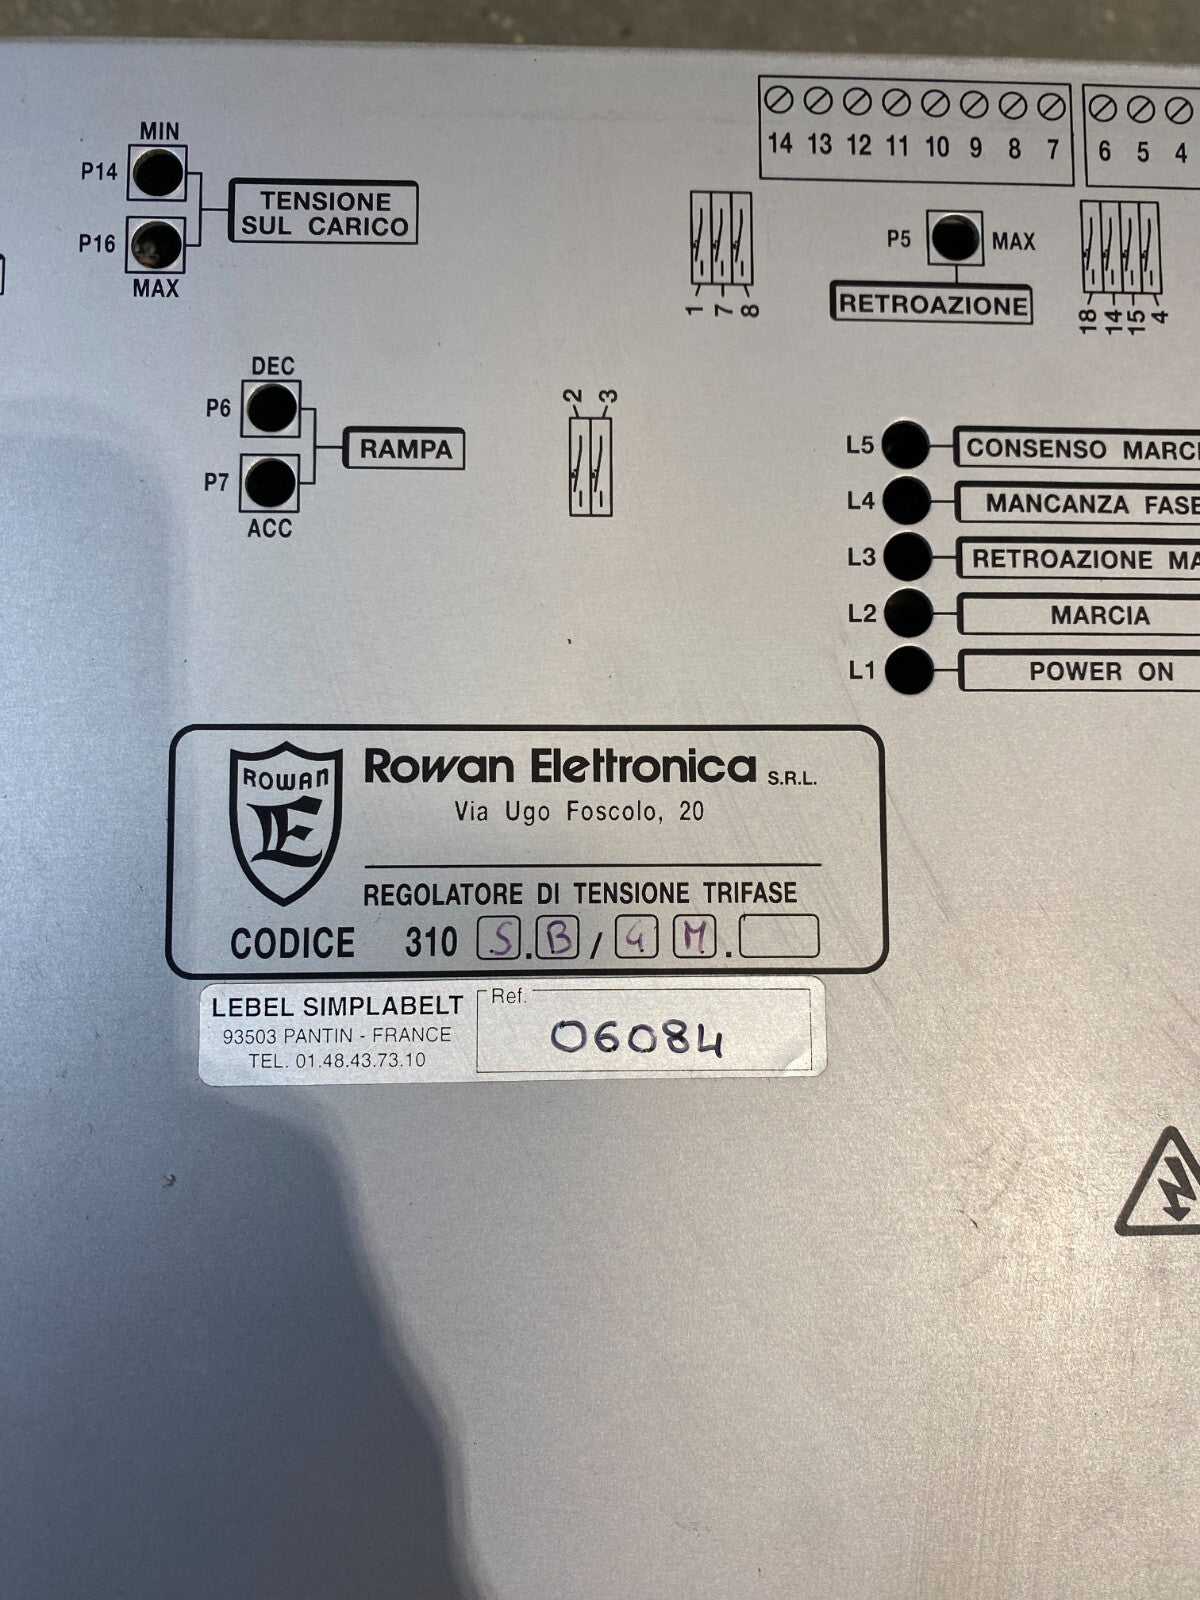 MIN
P14
TENSIONE
SUL CARICO
P16
MAX
14 13 12 11 10 9 8 7
6 5 4
P5 MAX
RETROAZIONE
1 7 8
18 14 15 4
DEC
P6
RAMPA
P7
ACC
2 3
L5 CONSENSO
L4 MANCANZA FASE
L3 RETROAZIONE
L2 MARCIA
L1 POWER ON
ROWAN
Rowan Elettronica S.R.L.
Via Ugo Foscolo, 20
REGOLATORE DI TENSIONE TRIFASE
CODICE 310 S.B/4 M.
LEBEL SIMPLABELT
93503 PANTIN - FRANCE
TEL. 01.48.43.73.10
Ref.
06084